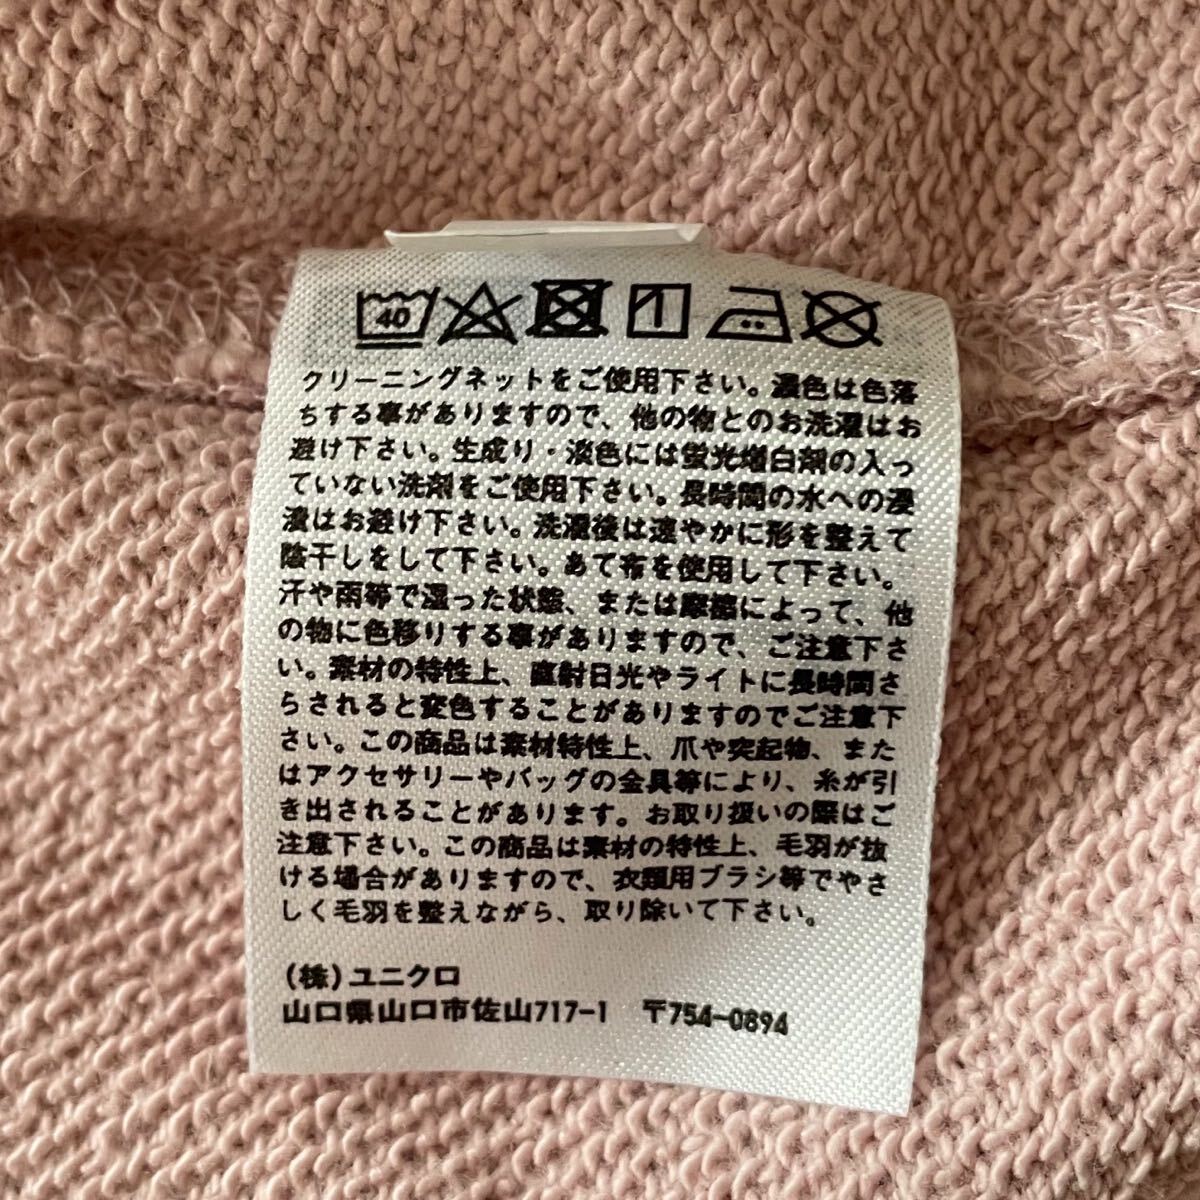 40
クリーニングネットをご使用下さい。濃色は色落
ちする事がありますので、他の物とのお洗濯はお
避け下さい。生成り・淡色には蛍光増白剤の入っ
ていない洗剤をご使用下さい。長時間の水への浸
漬はお避け下さい。洗濯後は速やかに形を整えて
陰干しをして下さい。あて布を使用して下さい。
汗や雨等で湿った状態、または摩擦によって、他
の物に色移りする事がありますので、ご注意下さ
い。素材の特性上、直射日光やライトに長時間さ
らされると変色することがありますのでご注意下
さい。この商品は素材特性上、爪や突起物、また
はアクセサリーやバッグの金具等により、糸が引
き出されることがあります。お取り扱いの際はご
注意下さい。この商品は素材の特性上、毛羽が抜
ける場合がありますので、衣類用ブラシ等でやさ
しく毛羽を整えながら、取り除いて下さい。
(株)ユニクロ
山口県山口市佐山717-1 〒754-0894